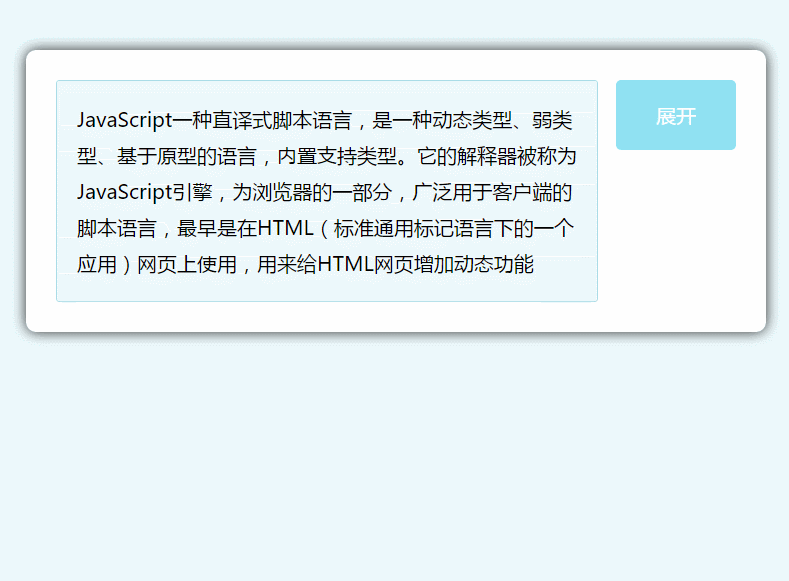 JavaScript一种直译式脚本语言，是一种动态类型、弱类
型、基于原型的语言，内置支持类型。它的解释器被称为
JavaScript引擎，为浏览器的一部分，广泛用于客户端的
脚本语言，最早是在HTML（标准通用标记语言下的一个
应用）网页上使用，用来给HTML网页增加动态功能
展开